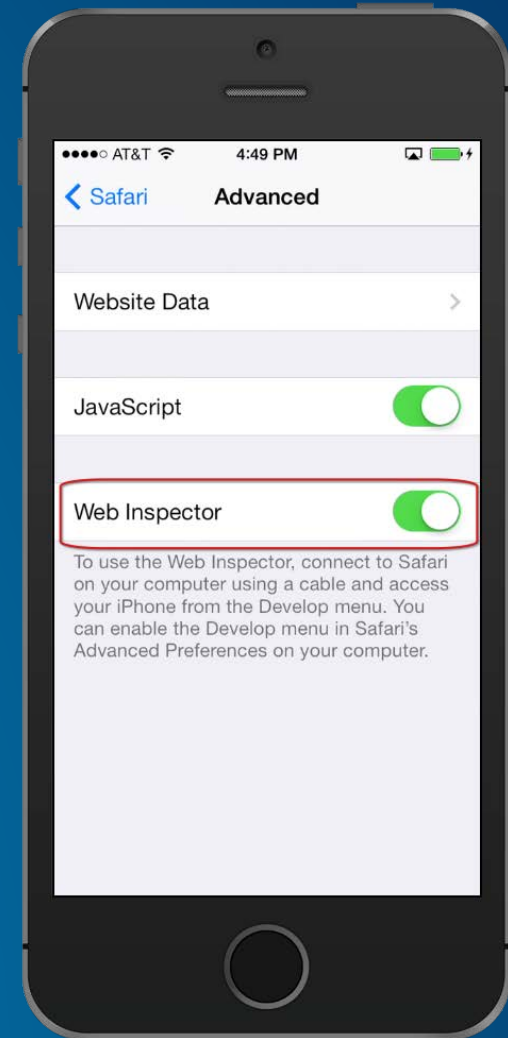 AT&T 4:49 PM
Safari Advanced
Website Data
JavaScript
Web Inspector
To use the Web Inspector, connect to Safari
on your computer using a cable and access
your iPhone from the Develop menu. You
can enable the Develop menu in Safari's
Advanced Preferences on your computer.